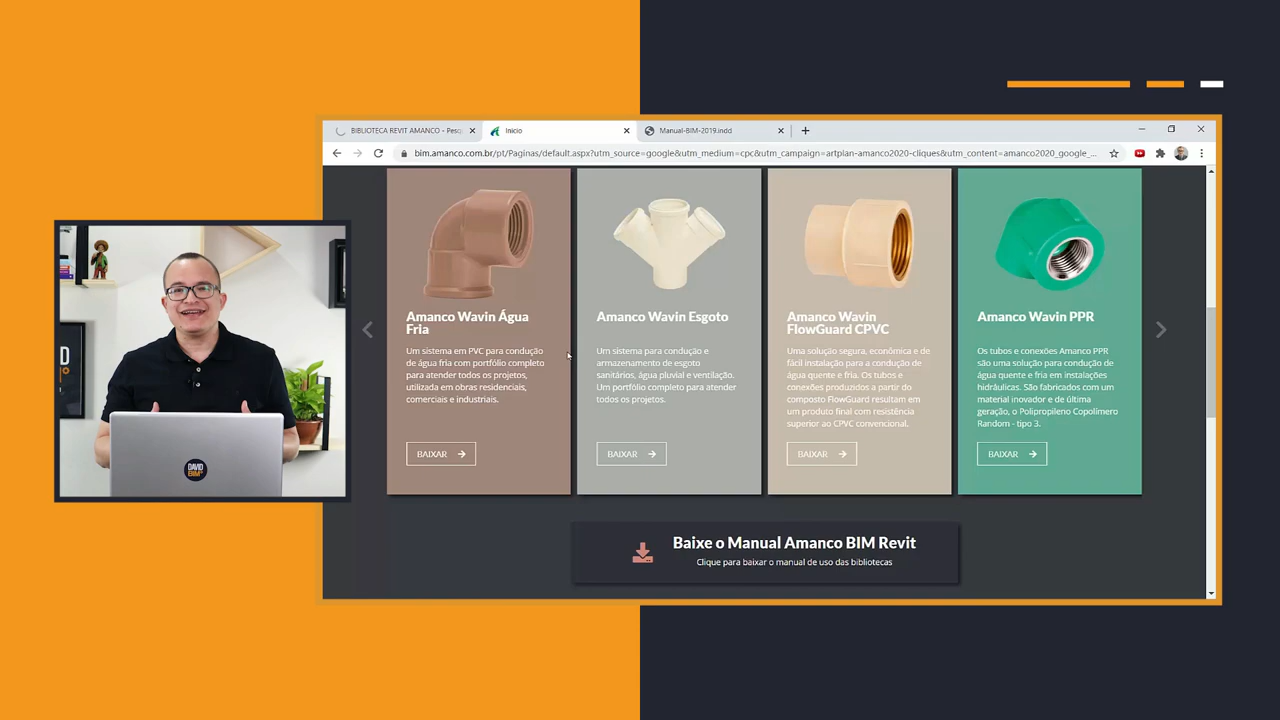 BIBLIOTECA REVIT AMANCO - Pesq
Início
Manual-BIM-2019.indd
bim.amanco.com.br/pt/Paginas/default.aspx?utm_source=google&utm_medium=cpc&utm_campaign=artplan-amanco2020-cliques&utm_content=amanco2020_google_...
Amanco Wavin Água
Fria
Um sistema em PVC para condução
de água fria com portfólio completo
para atender todos os projetos,
utilizada em obras residenciais,
comerciais e industriais.
BAIXAR
Amanco Wavin Esgoto
Um sistema para condução e
armazenamento de esgoto
sanitários, água pluvial e ventilação.
Um portfólio completo para atender
todos os projetos.
BAIXAR
Amanco Wavin
FlowGuard CPVC
Uma solução segura, econômica e de
fácil instalação para a condução de
água quente e fria. Os tubos e
conexões produzidos a partir do
composto FlowGuard resultam em
um produto final com resistência
superior ao CPVC convencional.
BAIXAR
Amanco Wavin PPR
Os tubos e conexões Amanco PPR
são uma solução para condução de
água quente e fria em instalações
hidráulicas. São fabricados com um
material inovador e de última
geração, o Polipropileno Copolímero
Random - tipo 3.
BAIXAR
Baixe o Manual Amanco BIM Revit
Clique para baixar o manual de uso das bibliotecas
DAVID
BIM